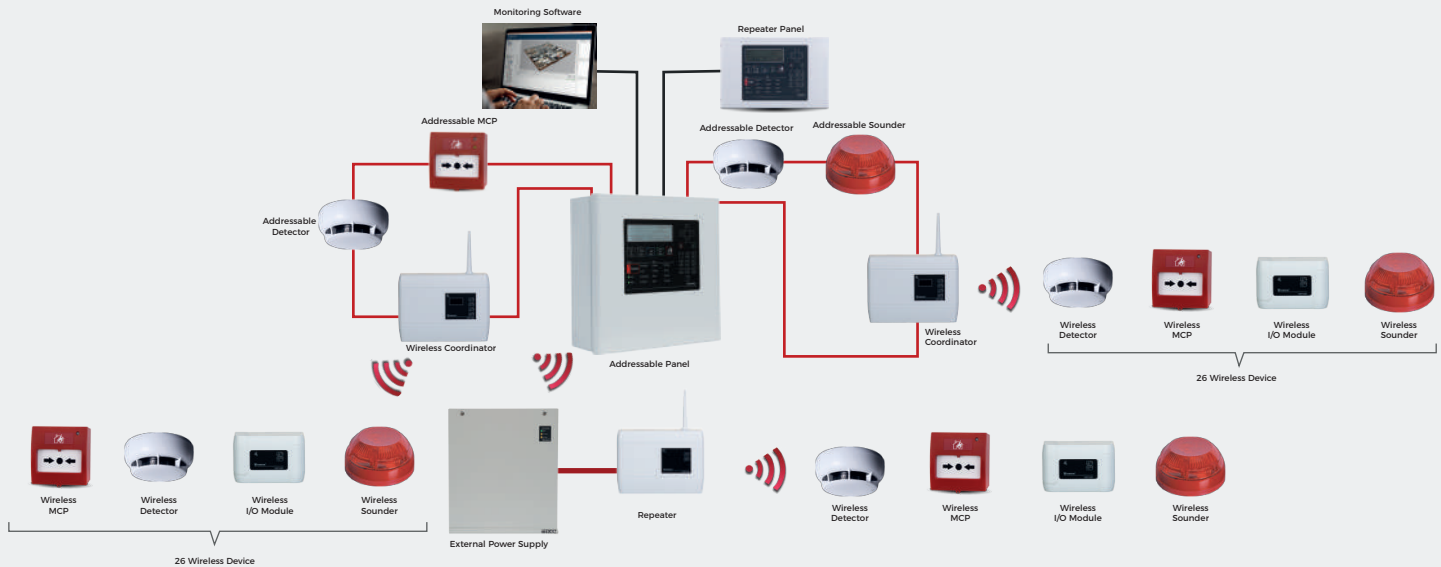 Monitoring Software
Repeater Panel
Addressable MCP
Addressable Detector
Addressable Sounder
Addressable
Detector
Wireless Coordinator
Addressable Panel
Wireless
Coordinator
Wireless
Detector
Wireless
MCP
Wireless
I/O Module
Wireless
Sounder
26 Wireless Device
Wireless
MCP
Wireless
Detector
Wireless
I/O Module
Wireless
Sounder
26 Wireless Device
External Power Supply
Repeater
Wireless
Detector
Wireless
MCP
Wireless
I/O Module
Wireless
Sounder